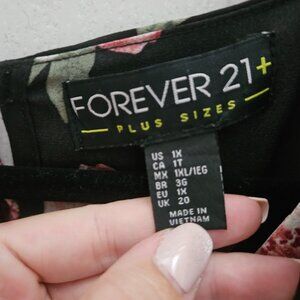 FOREVER 21+
PLUS SIZES
US 1X
CA 1T
MX 1XL/1EG
BR 3G
EU 1X
UK 20
MADE IN
VIETNAM